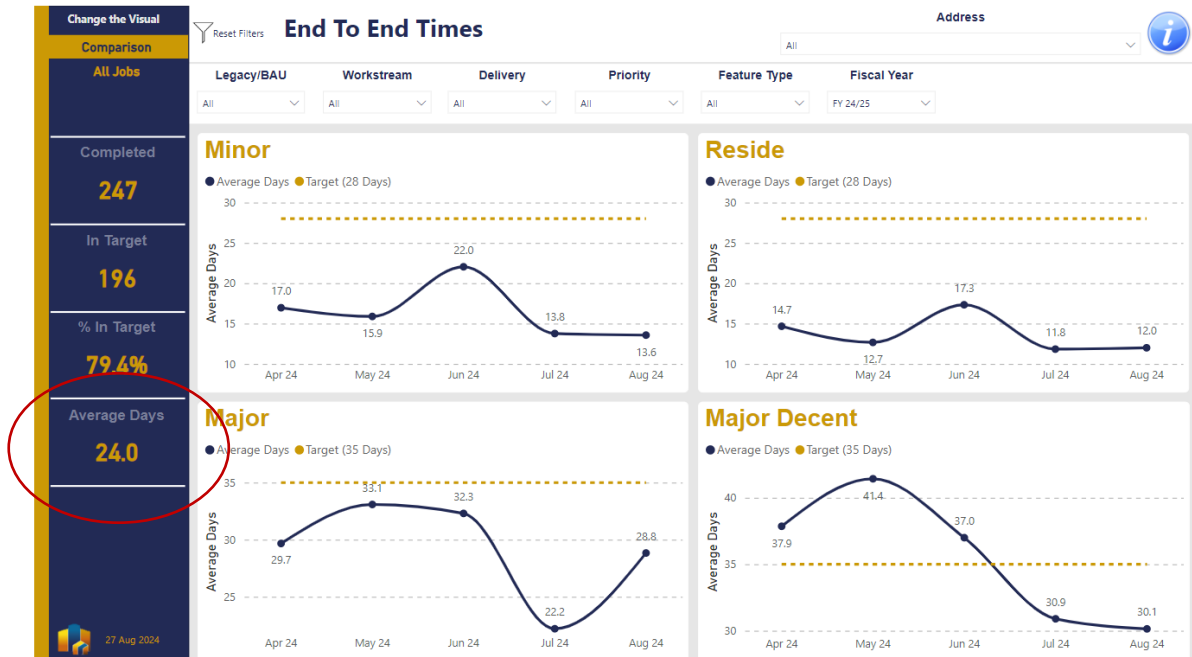 Change the Visual
Comparison
All Jobs
Completed
247
In Target
196
% In Target
79.4%
Average Days
24.0
27 Aug 2024
Reset Filters
End To End Times
Address
All
i
Legacy/BAU Workstream Delivery Priority Feature Type Fiscal Year
All All All All All FY 24/25
Minor
Average Days Target (28 Days)
Average Days
30
25
20
15
10
17.0
15.9
22.0
13.8
13.6
Apr 24 May 24 Jun 24 Jul 24 Aug 24
Reside
Average Days Target (28 Days)
Average Days
30
25
20
15
10
14.7
12.7
17.3
11.8
12.0
Apr 24 May 24 Jun 24 Jul 24 Aug 24
Major
Average Days Target (35 Days)
Average Days
35
30
25
29.7
33.1
32.3
22.2
28.8
Apr 24 May 24 Jun 24 Jul 24 Aug 24
Major Decent
Average Days Target (35 Days)
Average Days
40
35
30
37.9
41.4
37.0
30.9
30.1
Apr 24 May 24 Jun 24 Jul 24 Aug 24